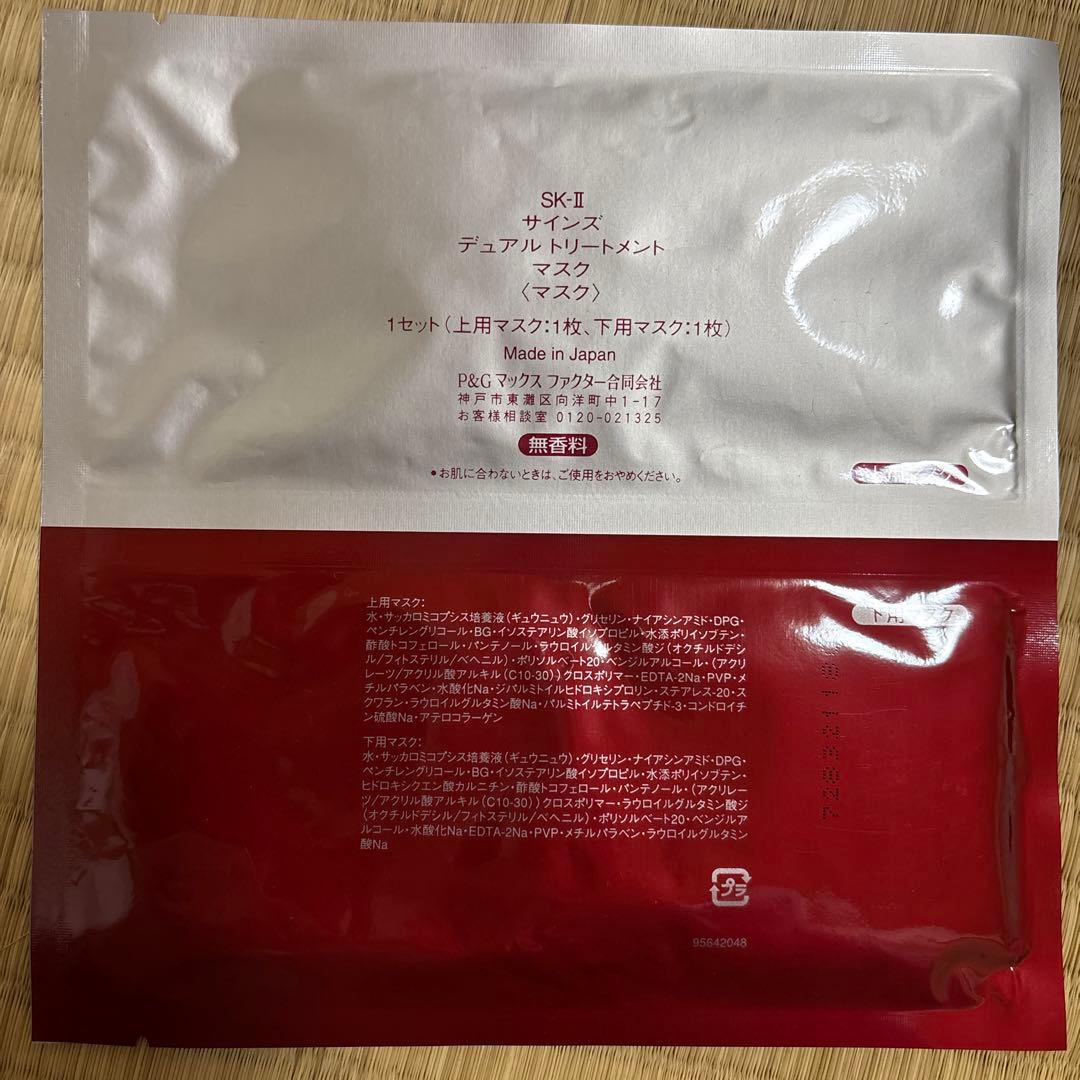 SK-Ⅱ
サインズ
デュアル トリートメント
マスク
〈マスク〉
1セット（上用マスク：1枚、下用マスク：1枚）
Made in Japan
P&G マックス ファクター合同会社
神戸市東灘区向洋町中1-17
お客様相談室 0120-021325
無香料
●お肌に合わないときは、ご使用をおやめください。
上用マスク
下用マスク
上用マスク：
水・サッカロミコプシス培養液（ギュウニュウ）・グリセリン・ナイアシンアミド・DPG・
ペンチレングリコール・BG・イソステアリン酸イソプロピル・水添ポリイソブテン・
酢酸トコフェロール・パンテノール・ラウロイルグルタミン酸ジ（オクチルドデシ
ル/フィトステリル/ベヘニル）・ポリソルベート20・ベンジルアルコール・（アクリ
レーツ/アクリル酸アルキル（C10-30））クロスポリマー・EDTA-2Na・PVP・メ
チルパラベン・水酸化Na・ジパルミトイルヒドロキシプロリン・ステアレス-20・ス
クワラン・ラウロイルグルタミン酸Na・パルミトイルテトラペプチド-3・コンドロイチ
ン硫酸Na・アテロコラーゲン
下用マスク：
水・サッカロミコプシス培養液（ギュウニュウ）・グリセリン・ナイアシンアミド・DPG・
ペンチレングリコール・BG・イソステアリン酸イソプロピル・水添ポリイソブテン・
ヒドロキシクエン酸カルニチン・酢酸トコフェロール・パンテノール・（アクリレー
ツ/アクリル酸アルキル（C10-30））クロスポリマー・ラウロイルグルタミン酸ジ
（オクチルドデシル/フィトステリル/ベヘニル）・ポリソルベート20・ベンジルア
ルコール・水酸化Na・EDTA-2Na・PVP・メチルパラベン・ラウロイルグルタミン
酸Na
プラ
95642048